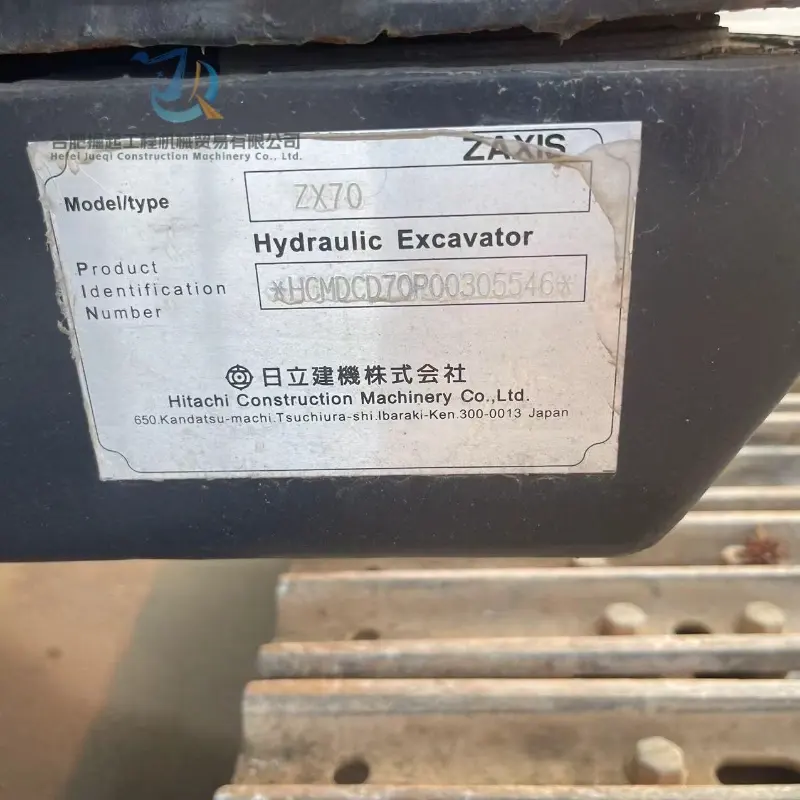 合肥掘起工程机械贸易有限公司
Hefei Jueqi Construction Machinery Co., Ltd.
ZAXIS
Model/type ZX70
Hydraulic Excavator
Product
Identification
Number
*HCMDCD70P00305546*
日立建機株式会社
Hitachi Construction Machinery Co.,Ltd.
650.Kandatsu-machi.Tsuchiura-shi.Ibaraki-Ken.300-0013 Japan